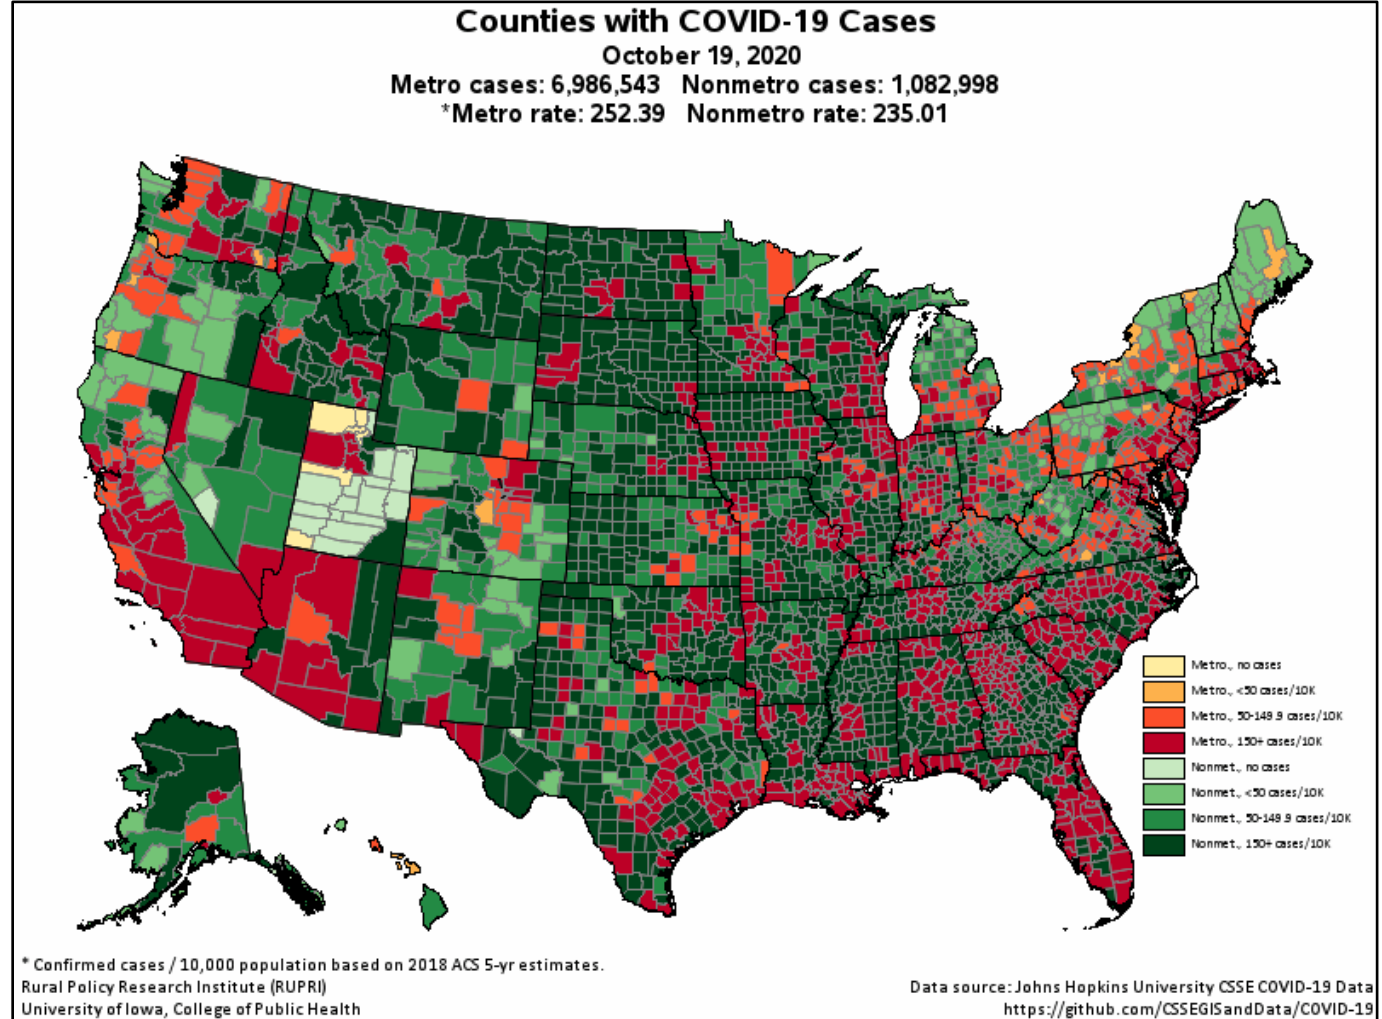 Counties with COVID-19 Cases
October 19, 2020
Metro cases: 6,986,543 Nonmetro cases: 1,082,998
*Metro rate: 252.39 Nonmetro rate: 235.01
Metro., no cases
Metro., <50 cases/10K
Metro., 50-149.9 cases/10K
Metro., 150+ cases/10K
Nonmet., no cases
Nonmet., <50 cases/10K
Nonmet., 50-149.9 cases/10K
Nonmet., 150+ cases/10K
* Confirmed cases / 10,000 population based on 2018 ACS 5-yr estimates.
Rural Policy Research Institute (RUPRI)
University of Iowa, College of Public Health
Data source: Johns Hopkins University CSSE COVID-19 Data
https://github.com/CSSEGISandData/COVID-19